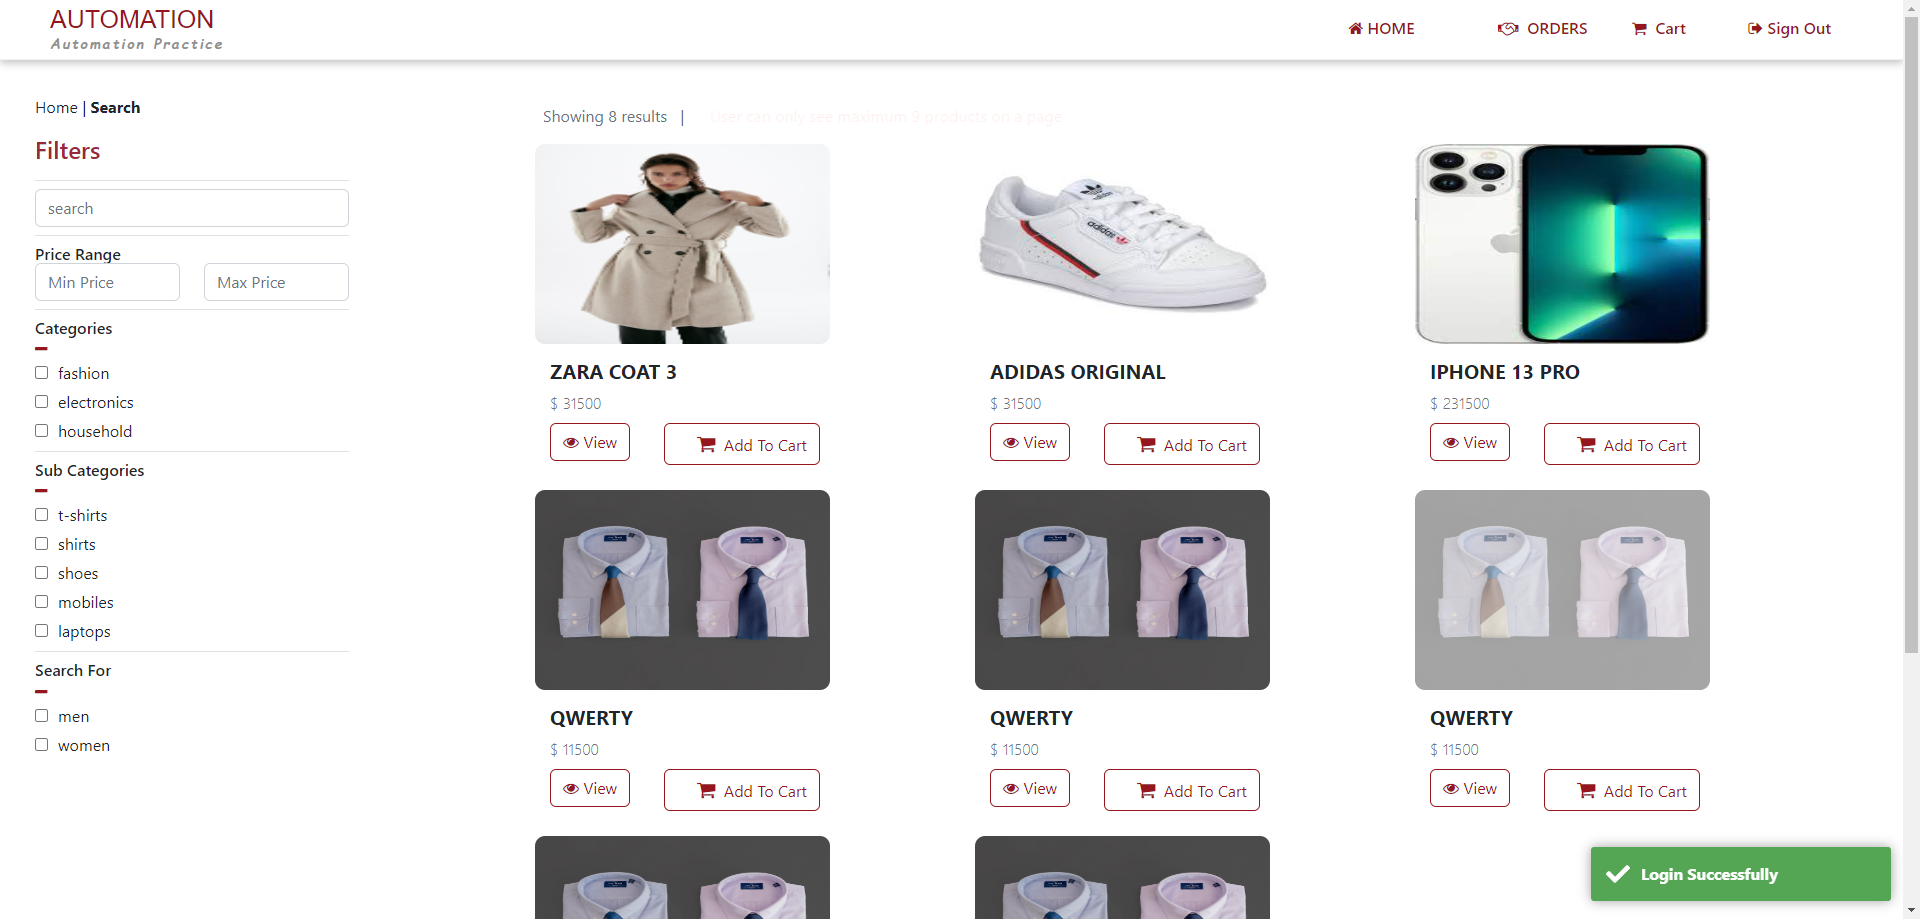 AUTOMATION
Automation Practice
HOME
ORDERS
Cart
Sign Out
Home | Search
Filters
search
Price Range
Min Price
Max Price
Categories
fashion
electronics
household
Sub Categories
t-shirts
shirts
shoes
mobiles
laptops
Search For
men
women
Showing 8 results |
User can only see maximum 9 products on a page
adidas
ZARA COAT 3
$ 31500
View
Add To Cart
ADIDAS ORIGINAL
$ 31500
View
Add To Cart
IPHONE 13 PRO
$ 231500
View
Add To Cart
QWERTY
$ 11500
View
Add To Cart
QWERTY
$ 11500
View
Add To Cart
QWERTY
$ 11500
View
Add To Cart
Login Successfully